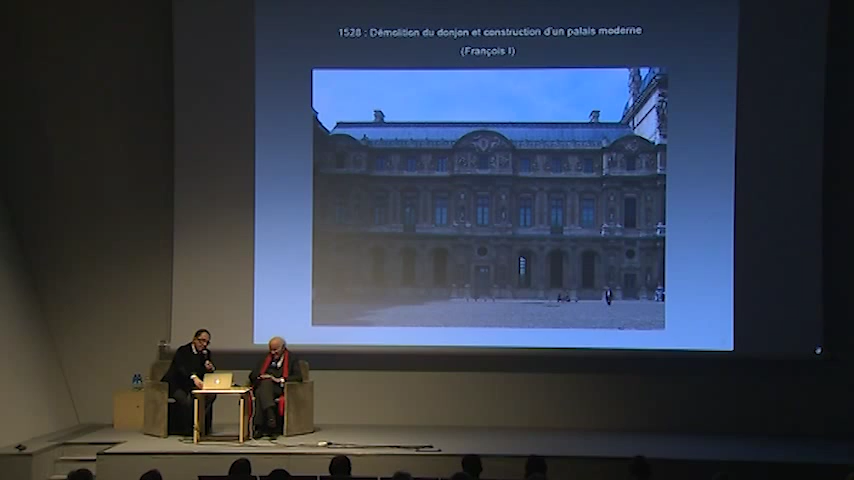 1528 : Démolition du donjon et construction d'un palais moderne
(François I)